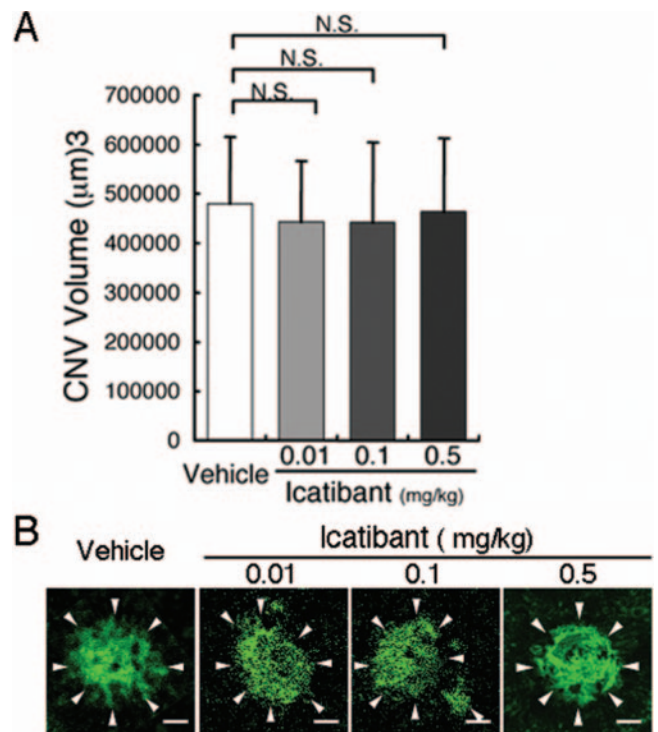 A
N.S.
N.S.
N.S.
700000
600000
500000
400000
300000
200000
100000
0
CNV Volume (μm)3
0.01 0.1 0.5
Vehicle
Icatibant (mg/kg)
B
Vehicle Icatibant ( mg/kg)
0.01 0.1 0.5